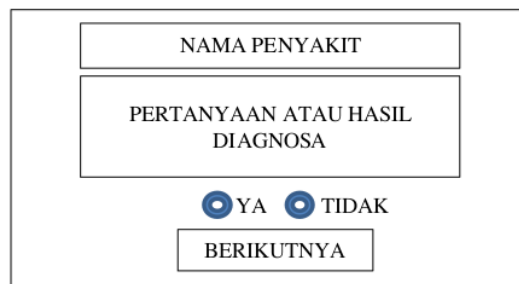 NAMA PENYAKIT
PERTANYAAN ATAU HASIL
DIAGNOSA
YA TIDAK
BERIKUTNYA